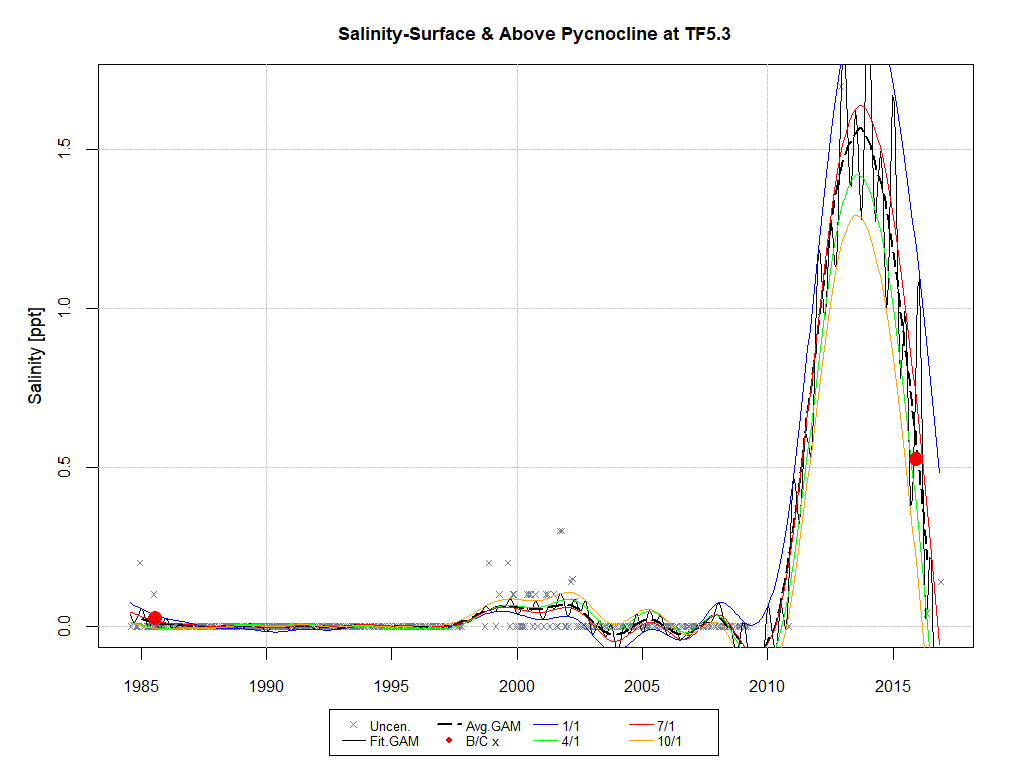 Salinity-Surface & Above Pycnocline at TF5.3
Salinity [ppt]
1.5
1.0
0.5
0.0
1985 1990 1995 2000 2005 2010 2015
Uncen. Avg.GAM 1/1 7/1
Fit.GAM B/C x 4/1 10/1